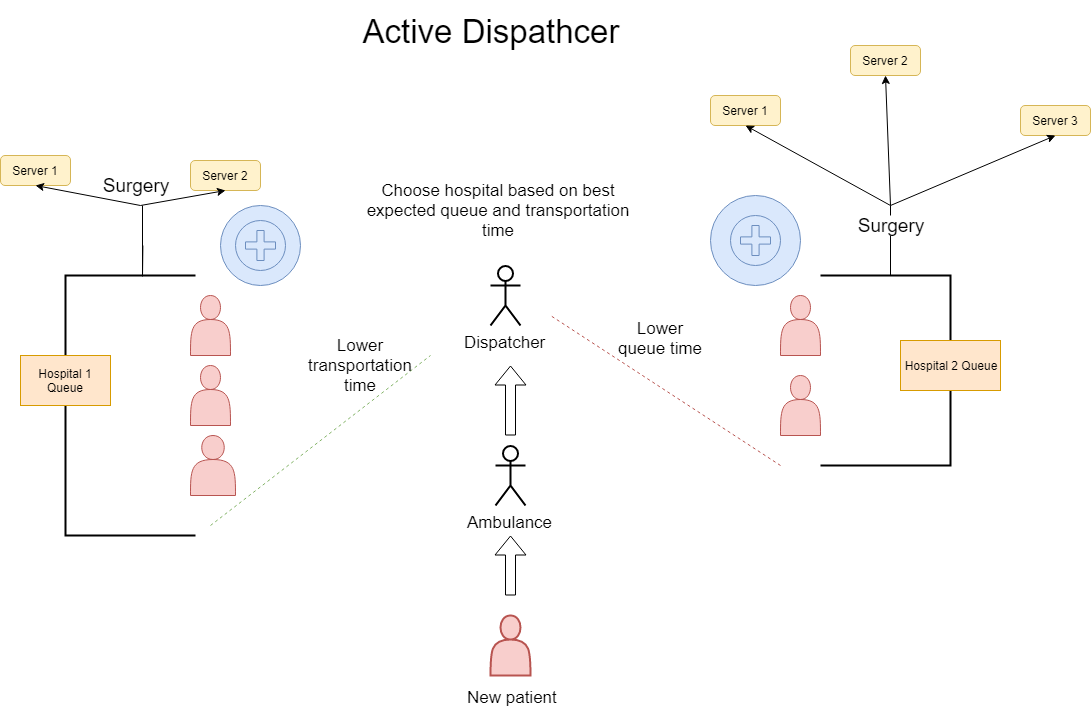 Active Dispathcer
Server 2
Server 1
Server 3
Server 1
Server 2
Surgery
Choose hospital based on best
expected queue and transportation
time
Surgery
Dispatcher
Lower
queue time
Lower
transportation
time
Hospital 1
Queue
Hospital 2 Queue
Ambulance
New patient